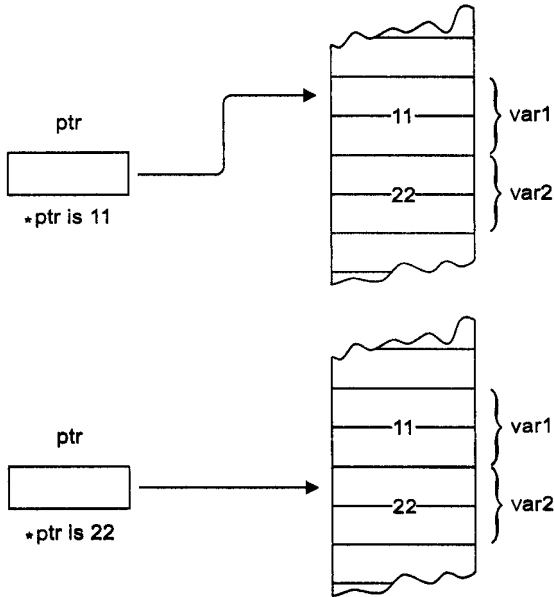 ptr
11
var1
*ptr is 11
22
var2
ptr
11
var1
*ptr is 22
22
var2